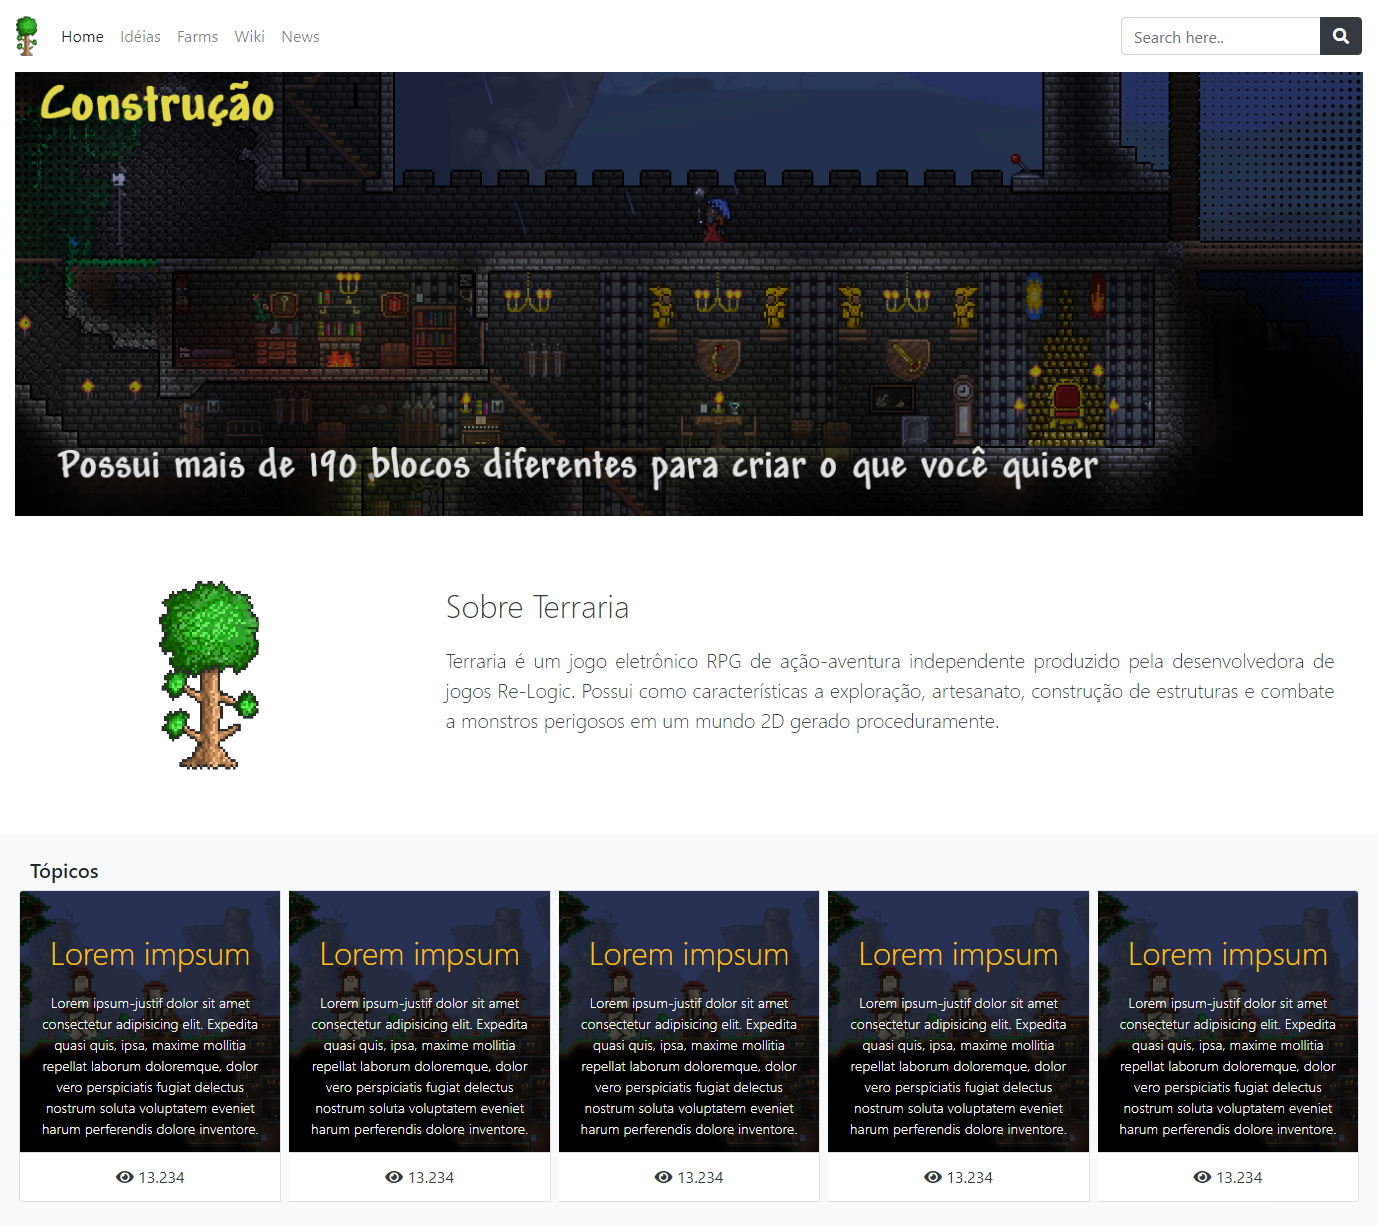 Home Idéias Farms Wiki News Search here..
Construção
Possui mais de 190 blocos diferentes para criar o que você quiser
Sobre Terraria
Terraria é um jogo eletrônico RPG de ação-aventura independente produzido pela desenvolvedora de
jogos Re-Logic. Possui como características a exploração, artesanato, construção de estruturas e combate
a monstros perigosos em um mundo 2D gerado proceduramente.
Tópicos
Lorem impsum
Lorem ipsum-justif dolor sit amet
consectetur adipisicing elit. Expedita
quasi quis, ipsa, maxime mollitia
repellat laborum doloremque, dolor
vero perspiciatis fugiat delectus
nostrum soluta voluptatem eveniet
harum perferendis dolore inventore.
13.234
Lorem impsum
Lorem ipsum-justif dolor sit amet
consectetur adipisicing elit. Expedita
quasi quis, ipsa, maxime mollitia
repellat laborum doloremque, dolor
vero perspiciatis fugiat delectus
nostrum soluta voluptatem eveniet
harum perferendis dolore inventore.
13.234
Lorem impsum
Lorem ipsum-justif dolor sit amet
consectetur adipisicing elit. Expedita
quasi quis, ipsa, maxime mollitia
repellat laborum doloremque, dolor
vero perspiciatis fugiat delectus
nostrum soluta voluptatem eveniet
harum perferendis dolore inventore.
13.234
Lorem impsum
Lorem ipsum-justif dolor sit amet
consectetur adipisicing elit. Expedita
quasi quis, ipsa, maxime mollitia
repellat laborum doloremque, dolor
vero perspiciatis fugiat delectus
nostrum soluta voluptatem eveniet
harum perferendis dolore inventore.
13.234
Lorem impsum
Lorem ipsum-justif dolor sit amet
consectetur adipisicing elit. Expedita
quasi quis, ipsa, maxime mollitia
repellat laborum doloremque, dolor
vero perspiciatis fugiat delectus
nostrum soluta voluptatem eveniet
harum perferendis dolore inventore.
13.234